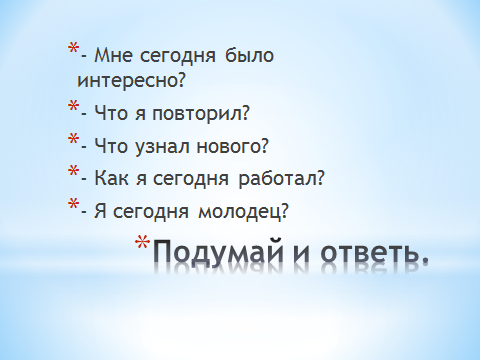 *- Мне сегодня было
интересно?
*- Что я повторил?
*- Что узнал нового?
*- Как я сегодня работал?
*- Я сегодня молодец?
*Подумай и ответь.